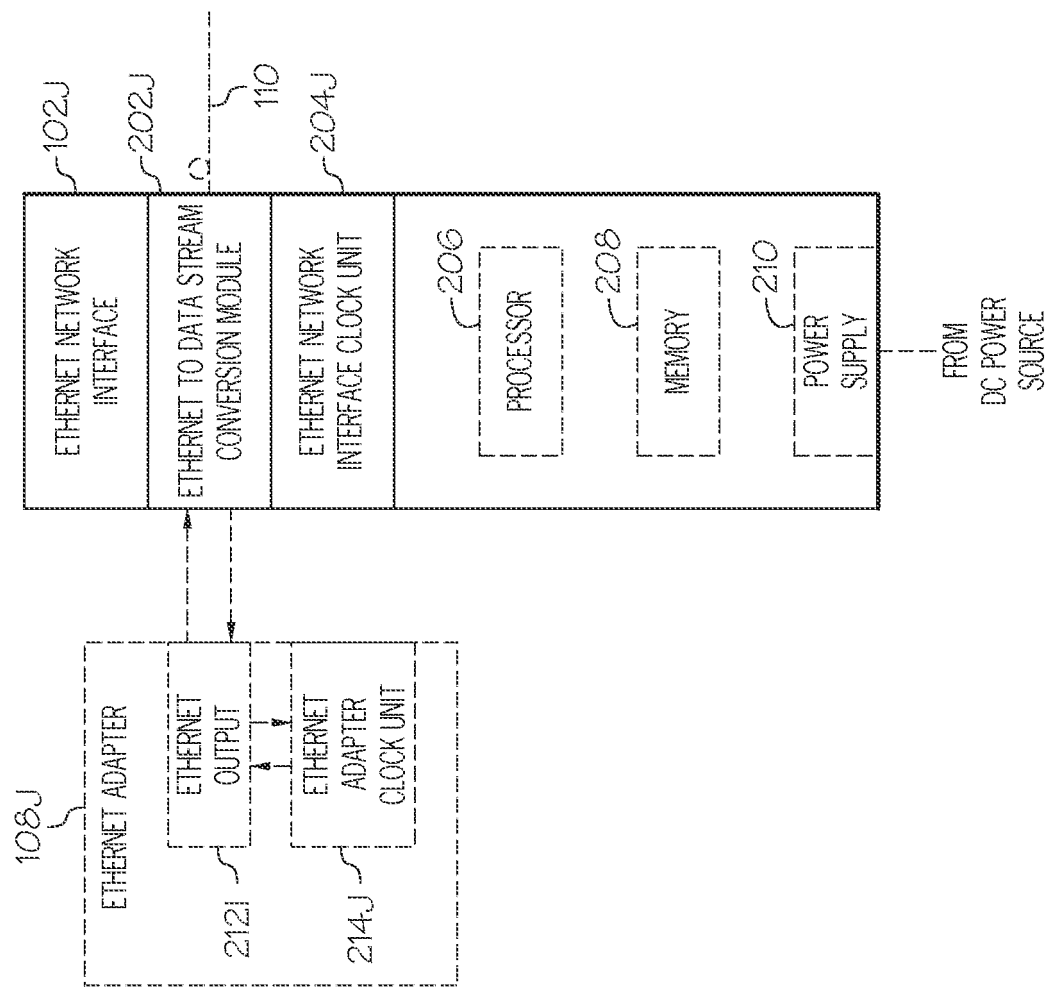 108J
ETHERNET ADAPTER
ETHERNET
OUTPUT
212I
ETHERNET
ADAPTER
CLOCK UNIT
214J
102J
ETHERNET NETWORK
INTERFACE
202J
ETHERNET TO DATA STREAM
CONVERSION MODULE
110
204J
ETHERNET NETWORK
INTERFACE CLOCK UNIT
206
PROCESSOR
208
MEMORY
210
POWER
SUPPLY
FROM
DC POWER
SOURCE